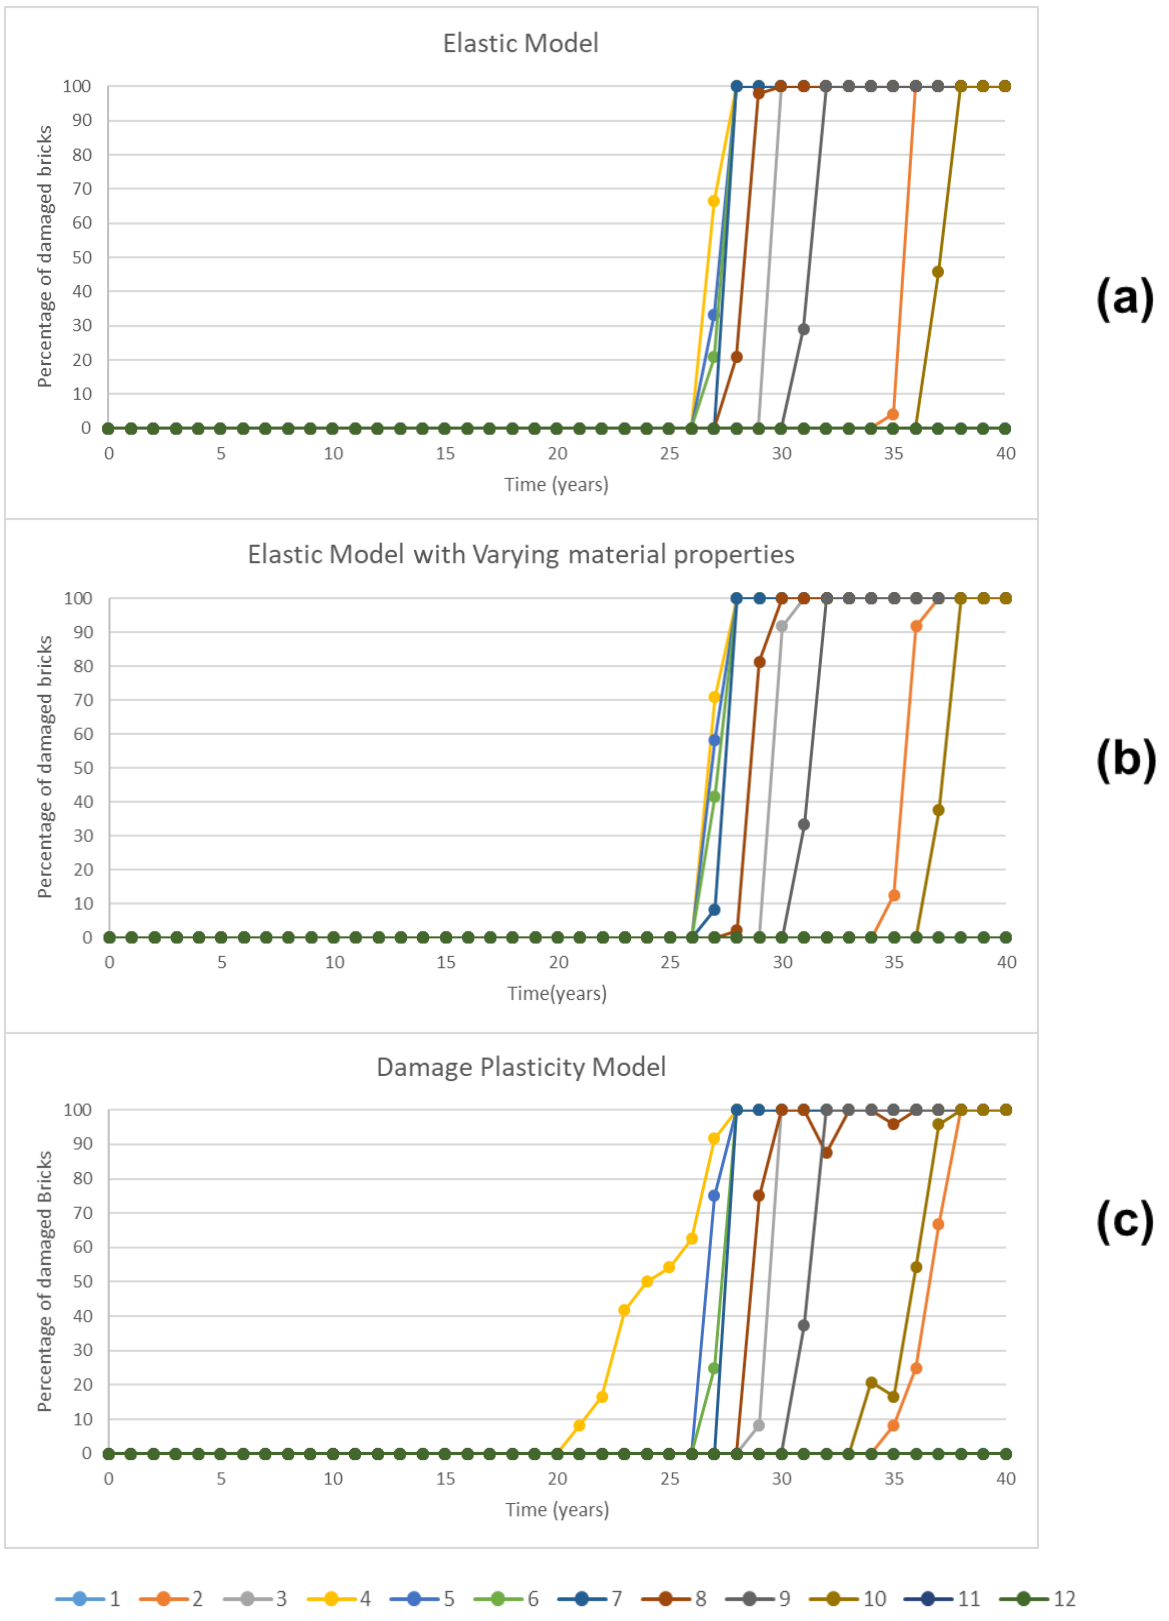 Elastic Model
100
90
80
70
60
50
40
30
20
10
0
Percentage of damaged bricks
0 5 10 15 20 25 30 35 40
Time (years)
(a)
Elastic Model with Varying material properties
100
90
80
70
60
50
40
30
20
10
0
Percentage of damaged bricks
0 5 10 15 20 25 30 35 40
Time(years)
(b)
Damage Plasticity Model
100
90
80
70
60
50
40
30
20
10
0
Percentage of damaged Bricks
0 5 10 15 20 25 30 35 40
Time (years)
(c)
1 2 3 4 5 6 7 8 9 10 11 12